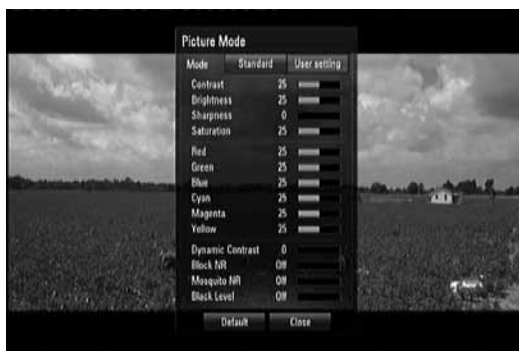 Picture Mode
Mode Standard User setting
Contrast 25
Brightness 25
Sharpness 0
Saturation 25
Red 25
Green 25
Blue 25
Cyan 25
Magenta 25
Yellow 25
Dynamic Contrast 0
Block NR Off
Mosquito NR Off
Black Level Off
Default Close